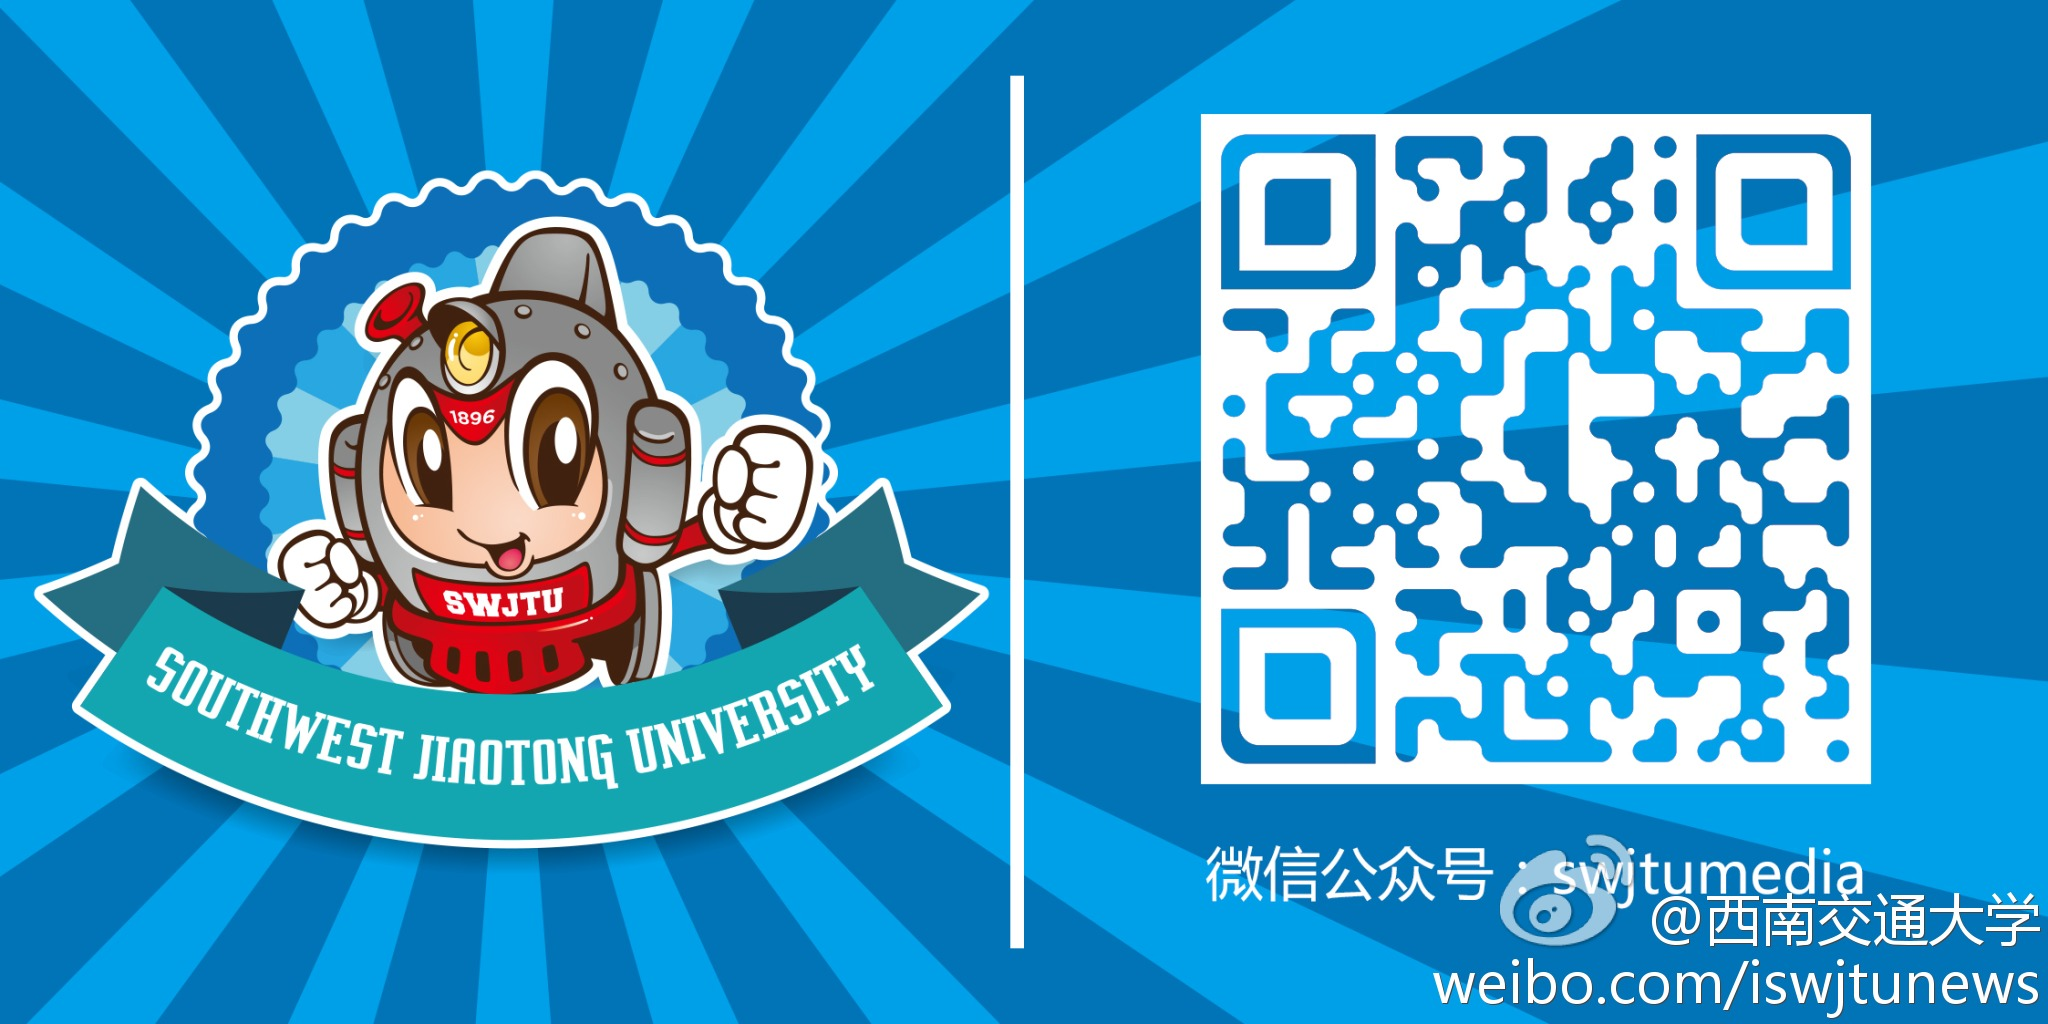 1896
SWJTU
SOUTHWEST JIAOTONG UNIVERSITY
微信公众号：swjtumedia
@西南交通大学
weibo.com/iswjtunews